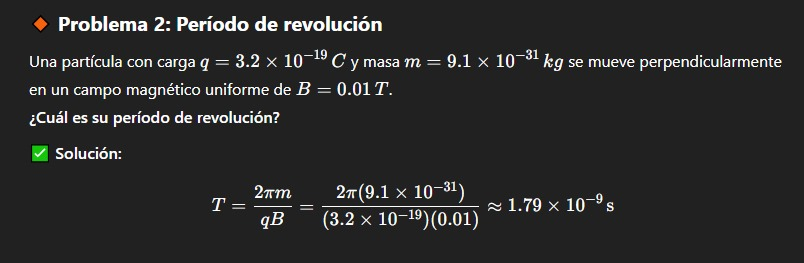 🔸 Problema 2: Período de revolución
Una partícula con carga q = 3.2 × 10⁻¹⁹ C y masa m = 9.1 × 10⁻³¹ kg se mueve perpendicularmente
en un campo magnético uniforme de B = 0.01 T.
¿Cuál es su período de revolución?
✅ Solución:
T = 2πm / qB = 2π(9.1 × 10⁻³¹) / (3.2 × 10⁻¹⁹)(0.01) ≈ 1.79 × 10⁻⁹ s